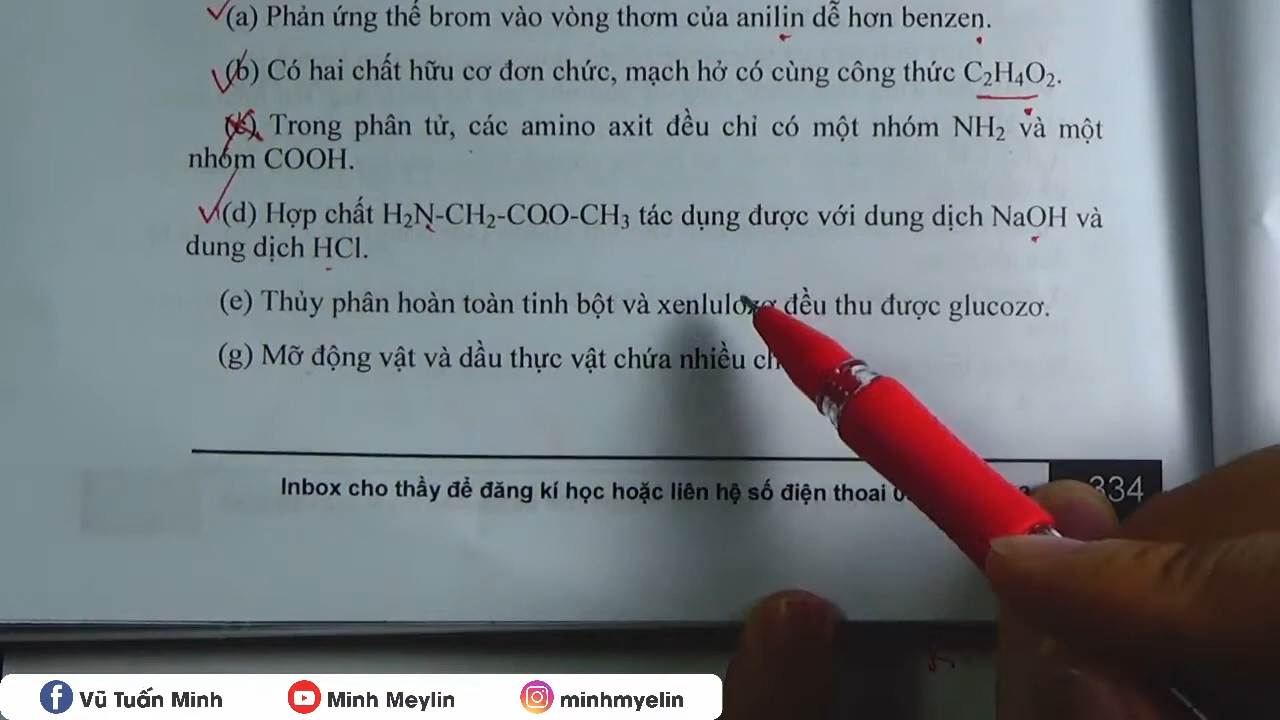 (a) Phản ứng thế brom vào vòng thơm của anilin dễ hơn benzen.
(b) Có hai chất hữu cơ đơn chức, mạch hở có cùng công thức C₂H₄O₂.
(c) Trong phân tử, các amino axit đều chỉ có một nhóm NH₂ và một
nhóm COOH.
(d) Hợp chất H₂N-CH₂-COO-CH₃ tác dụng được với dung dịch NaOH và
dung dịch HCl.
(e) Thủy phân hoàn toàn tinh bột và xenlulozơ đều thu được glucozơ.
(g) Mỡ động vật và dầu thực vật chứa nhiều
Inbox cho thầy để đăng kí học hoặc liên hệ số điện thoai
334
Vũ Tuấn Minh Minh Meylin minhmyelin